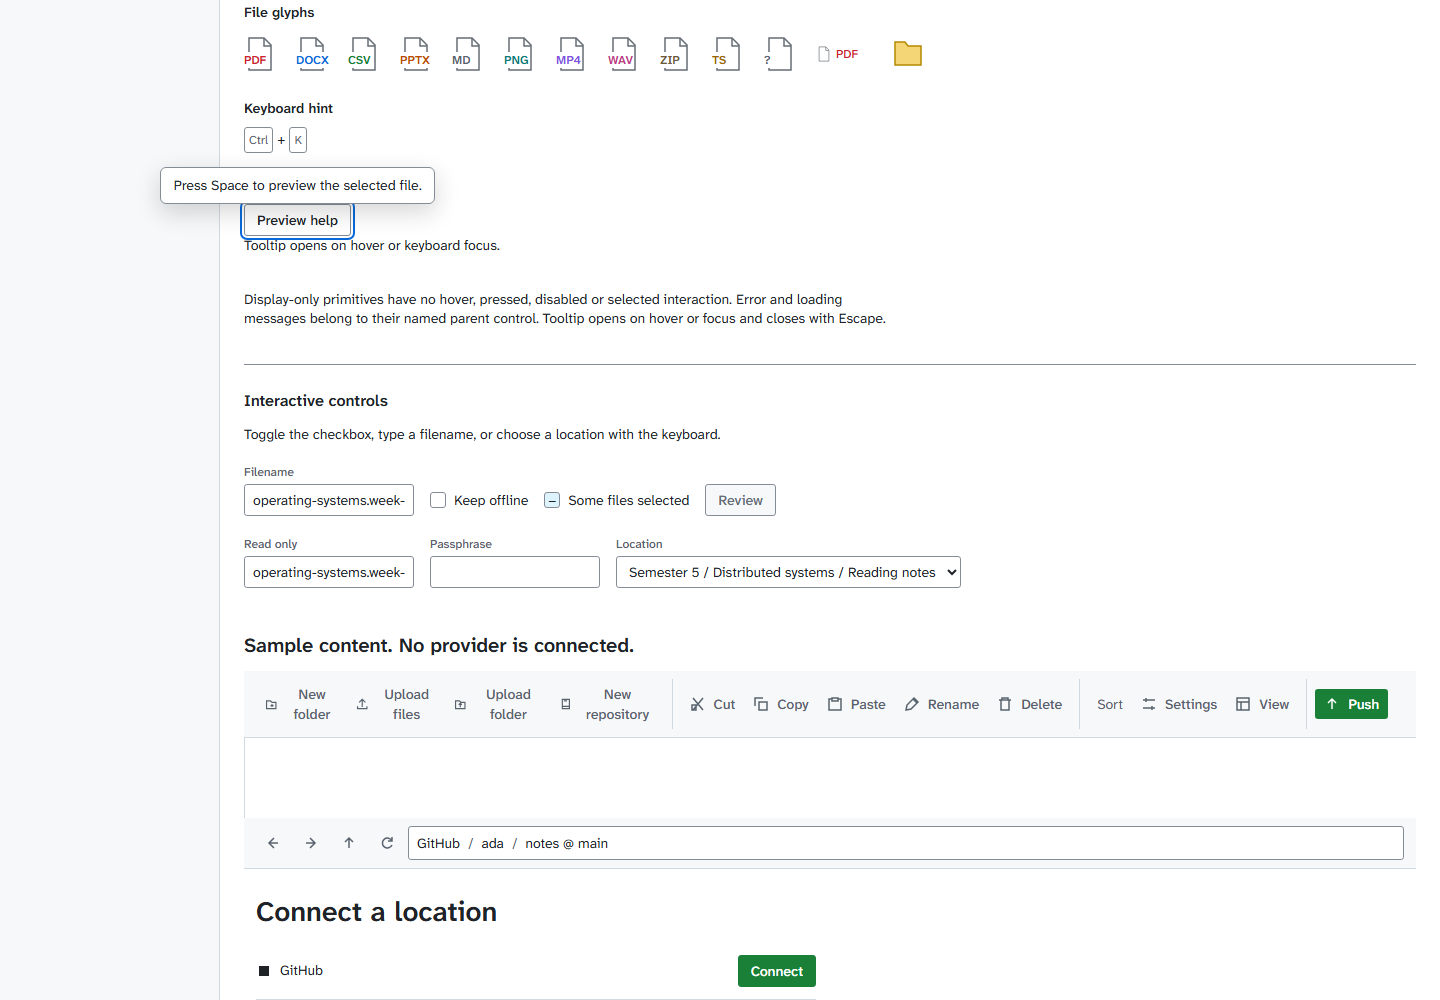 File glyphs
PDF DOCX CSV PPTX MD PNG MP4 WAV ZIP TS ? PDF
Keyboard hint
Ctrl + K
Press Space to preview the selected file.
Preview help
Tooltip opens on hover or keyboard focus.
Display-only primitives have no hover, pressed, disabled or selected interaction. Error and loading
messages belong to their named parent control. Tooltip opens on hover or focus and closes with Escape.
Interactive controls
Toggle the checkbox, type a filename, or choose a location with the keyboard.
Filename
operating-systems.week- Keep offline Some files selected Review
Read only Passphrase Location
operating-systems.week- Semester 5 / Distributed systems / Reading notes
Sample content. No provider is connected.
New folder Upload files Upload folder New repository Cut Copy Paste Rename Delete Sort Settings View Push
GitHub / ada / notes @ main
Connect a location
GitHub Connect